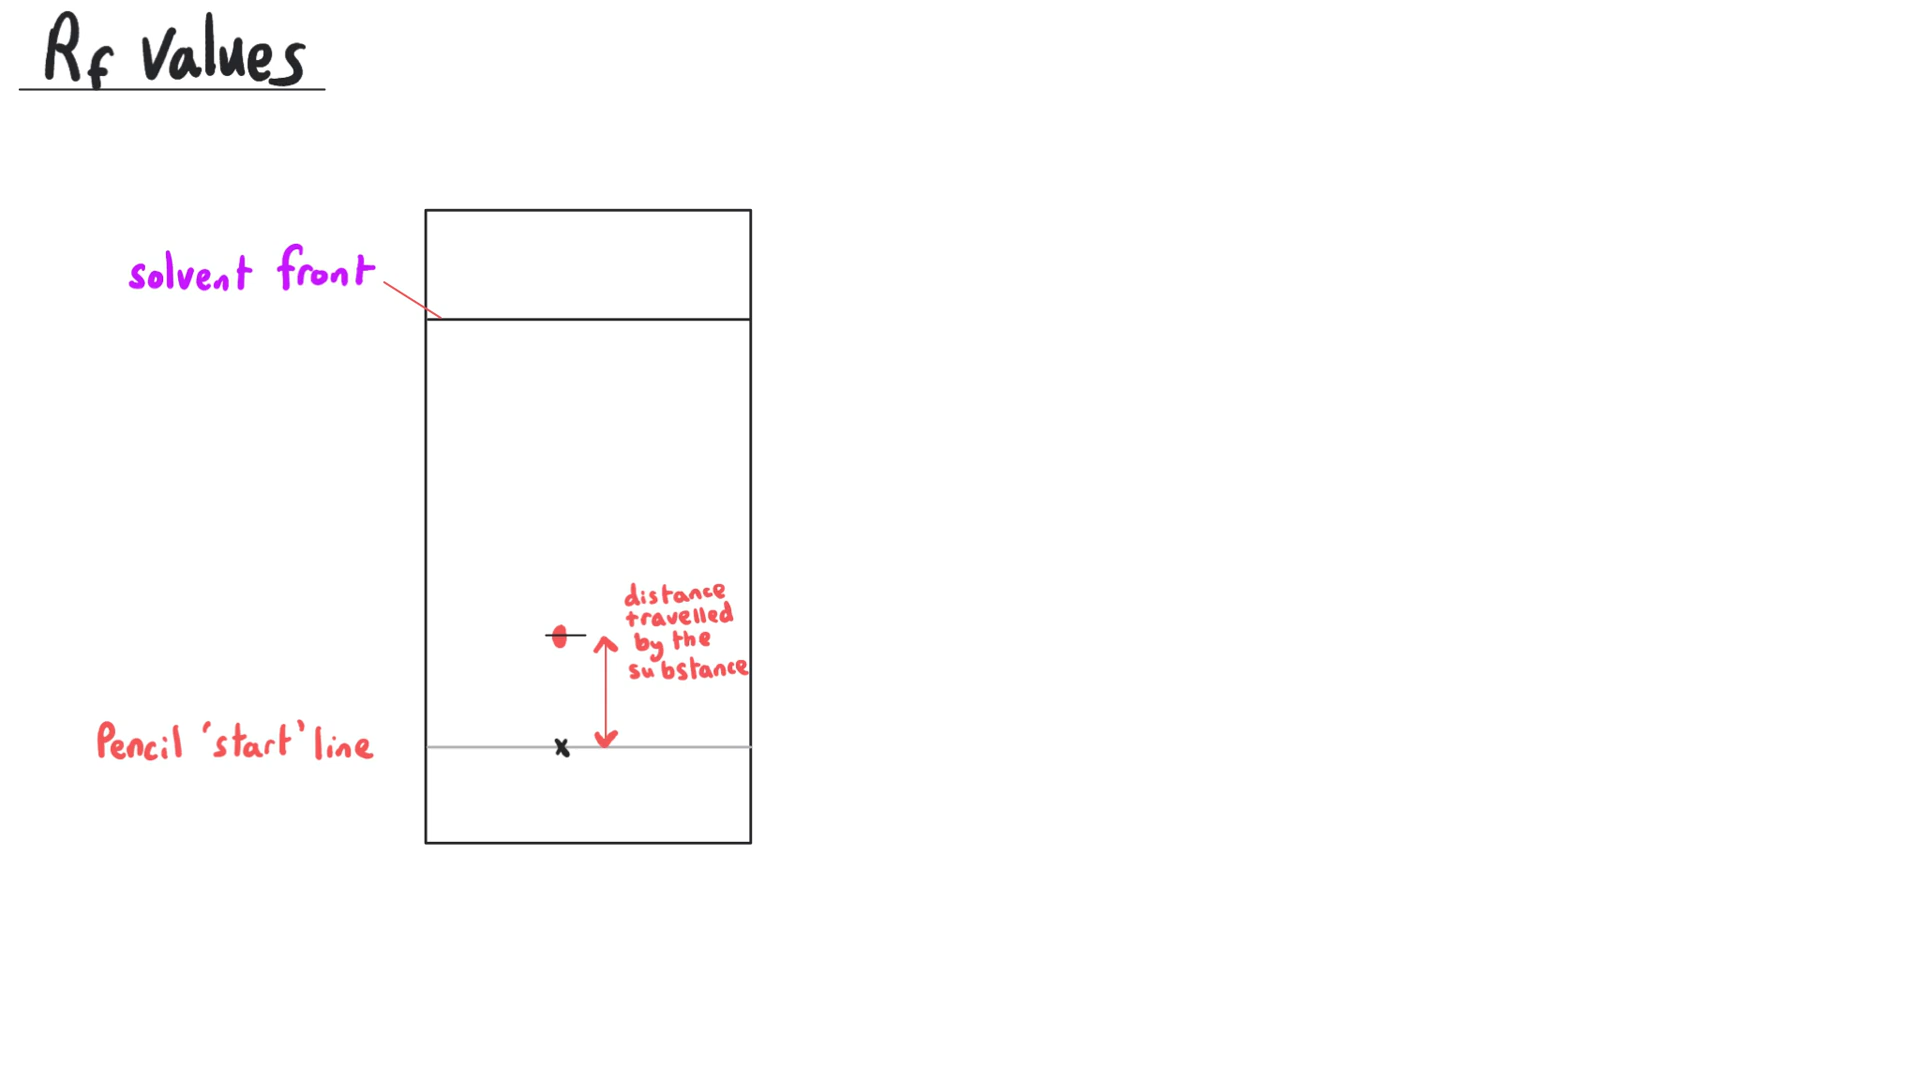 Rf Values
solvent front
distance
travelled
by the
substance
Pencil 'start' line
x